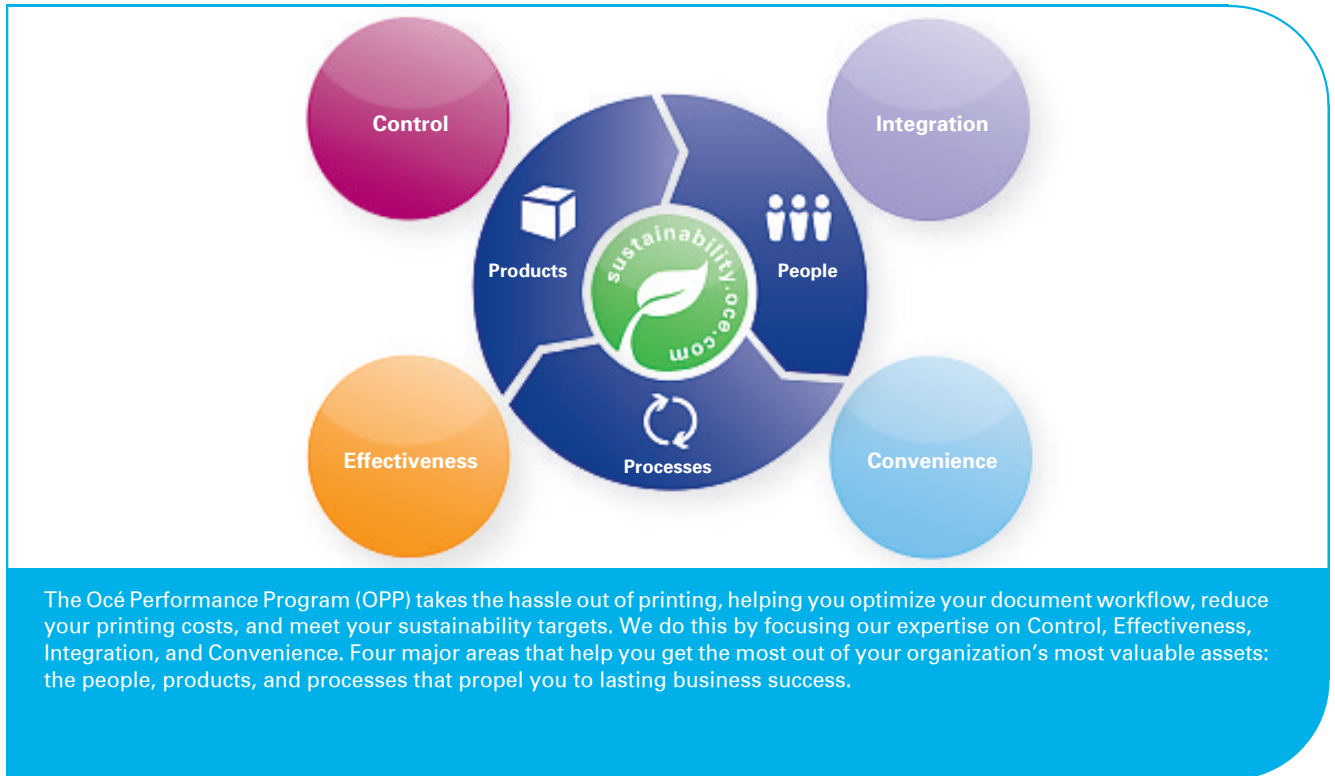 Control
Integration
Products
sustainability.oce.com
People
Effectiveness
Processes
Convenience
The Océ Performance Program (OPP) takes the hassle out of printing, helping you optimize your document workflow, reduce
your printing costs, and meet your sustainability targets. We do this by focusing our expertise on Control, Effectiveness,
Integration, and Convenience. Four major areas that help you get the most out of your organization’s most valuable assets:
the people, products, and processes that propel you to lasting business success.